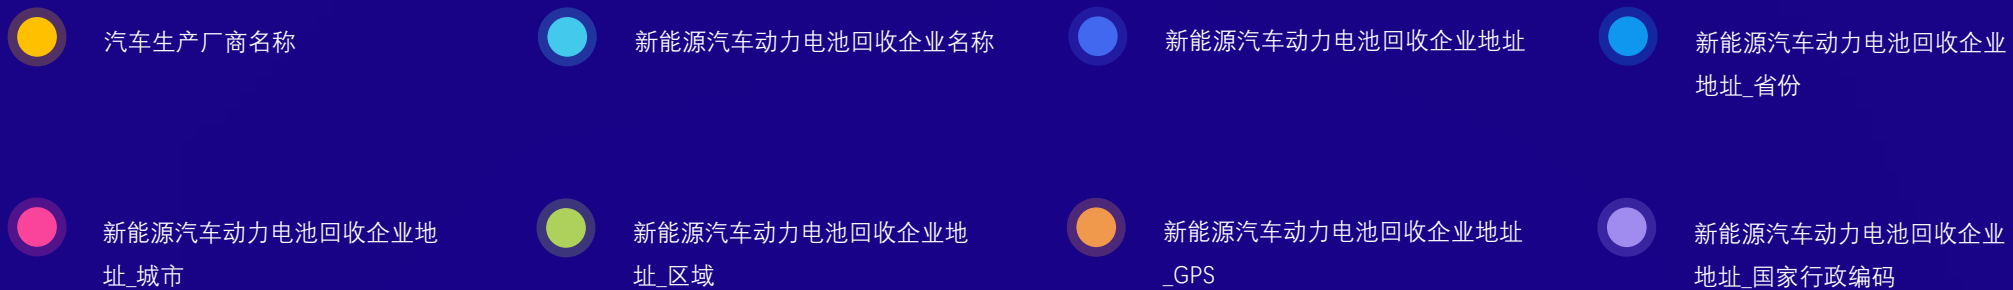 汽车生产厂商名称
新能源汽车动力电池回收企业名称
新能源汽车动力电池回收企业地址
新能源汽车动力电池回收企业
地址_省份
新能源汽车动力电池回收企业地
址_城市
新能源汽车动力电池回收企业地
址_区域
新能源汽车动力电池回收企业地址
_GPS
新能源汽车动力电池回收企业
地址_国家行政编码